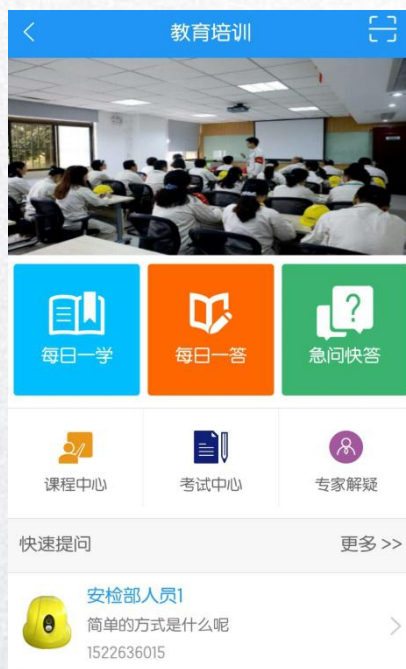 教育培训
每日一学
每日一答
急问快答
课程中心
考试中心
专家解疑
快速提问
更多 >>
安检部人员1
简单的方式是什么呢
1522636015